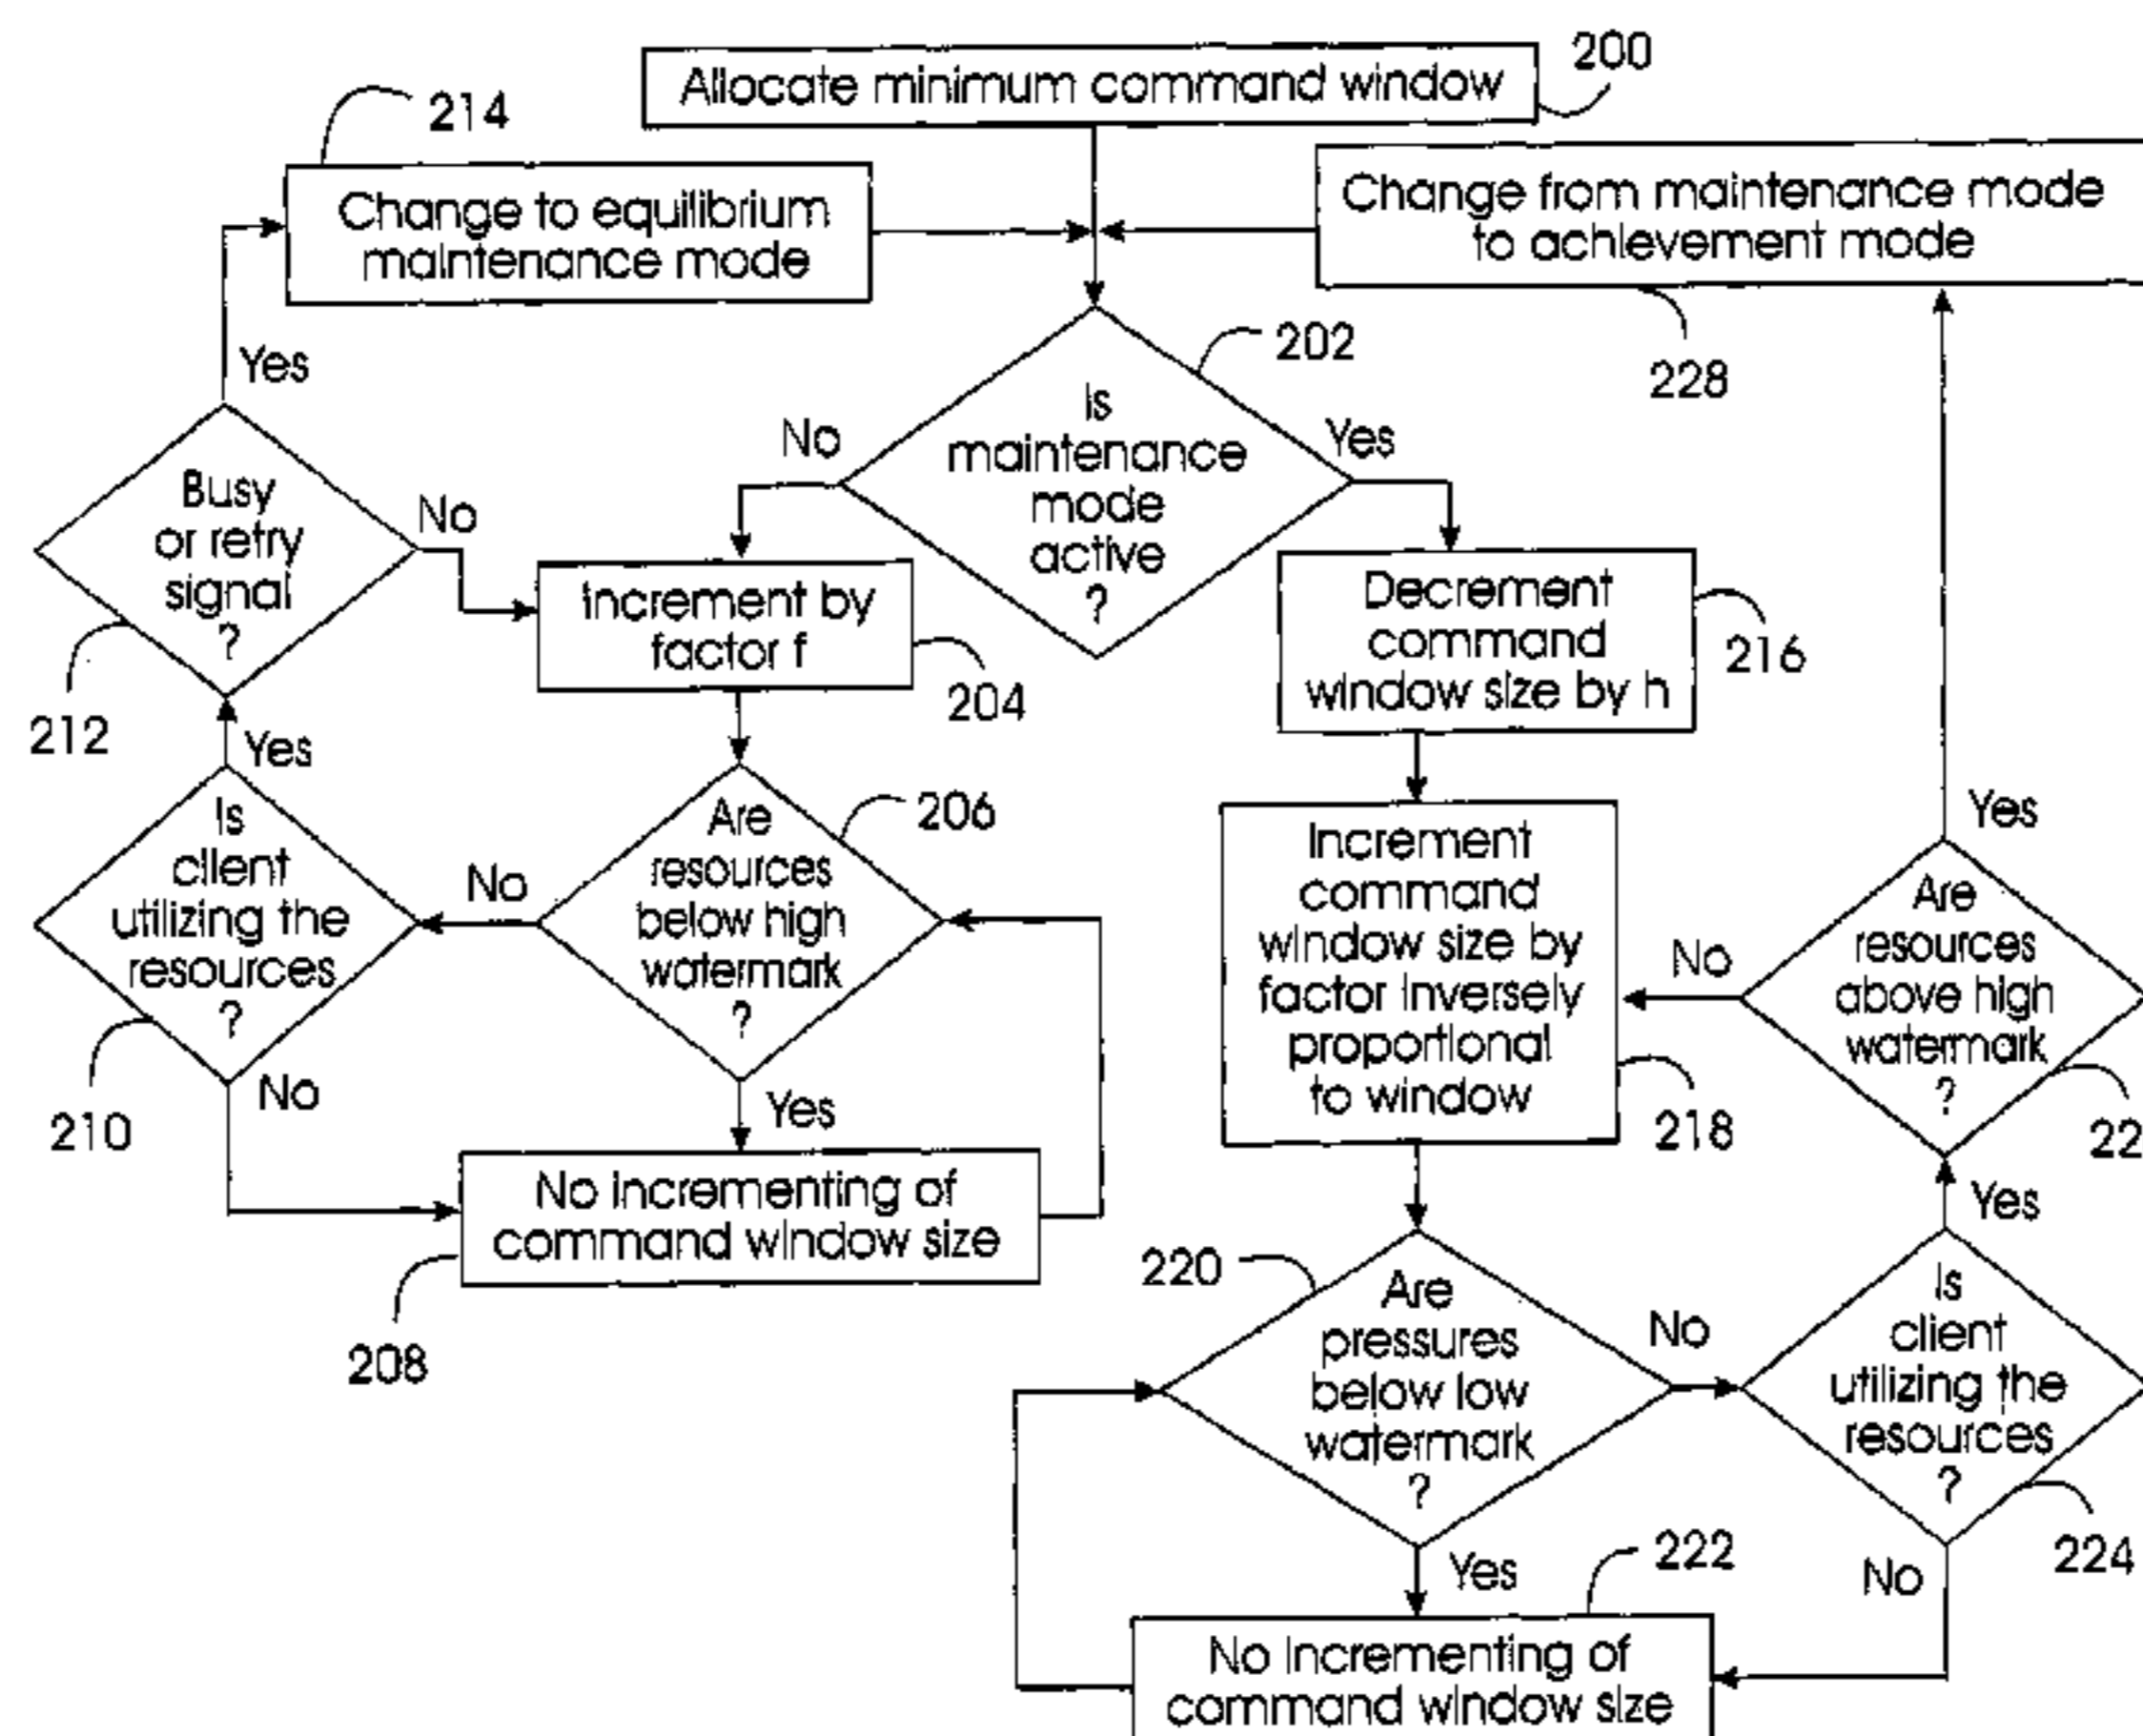 Allocate minimum command window
200
214
Change to equilibrium
maintenance mode
Change from maintenance mode
to achievement mode
228
202
Is
maintenance
mode
active
?
No
Yes
Yes
Busy
or retry
signal
?
No
212
Increment by
factor f
204
Decrement
command
window size by h
216
Yes
Is
client
utilizing the
resources
?
210
No
No
Are
resources
below high
watermark
?
206
Yes
No incrementing of
command window size
208
Increment
command
window size by
factor inversely
proportional
to window
218
Yes
Are
resources
above high
watermark
?
No
22
Yes
220
Are
pressures
below low
watermark
?
No
Is
client
utilizing the
resources
?
224
No
Yes
222
No incrementing of
command window size